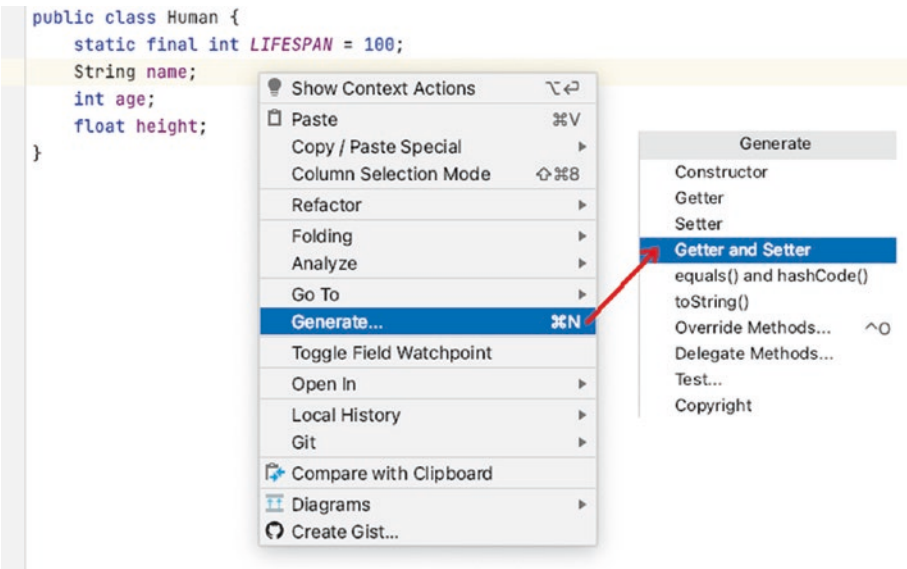 public class Human {
static final int LIFESPAN = 100;
String name;
int age;
float height;
}
Show Context Actions ⌥⏎
Paste ⌘V
Copy / Paste Special
Column Selection Mode ⇧⌘8
Refactor
Folding
Analyze
Go To
Generate... ⌘N
Toggle Field Watchpoint
Open In
Local History
Git
Compare with Clipboard
Diagrams
Create Gist...
Generate
Constructor
Getter
Setter
Getter and Setter
equals() and hashCode()
toString()
Override Methods... ^O
Delegate Methods...
Test...
Copyright